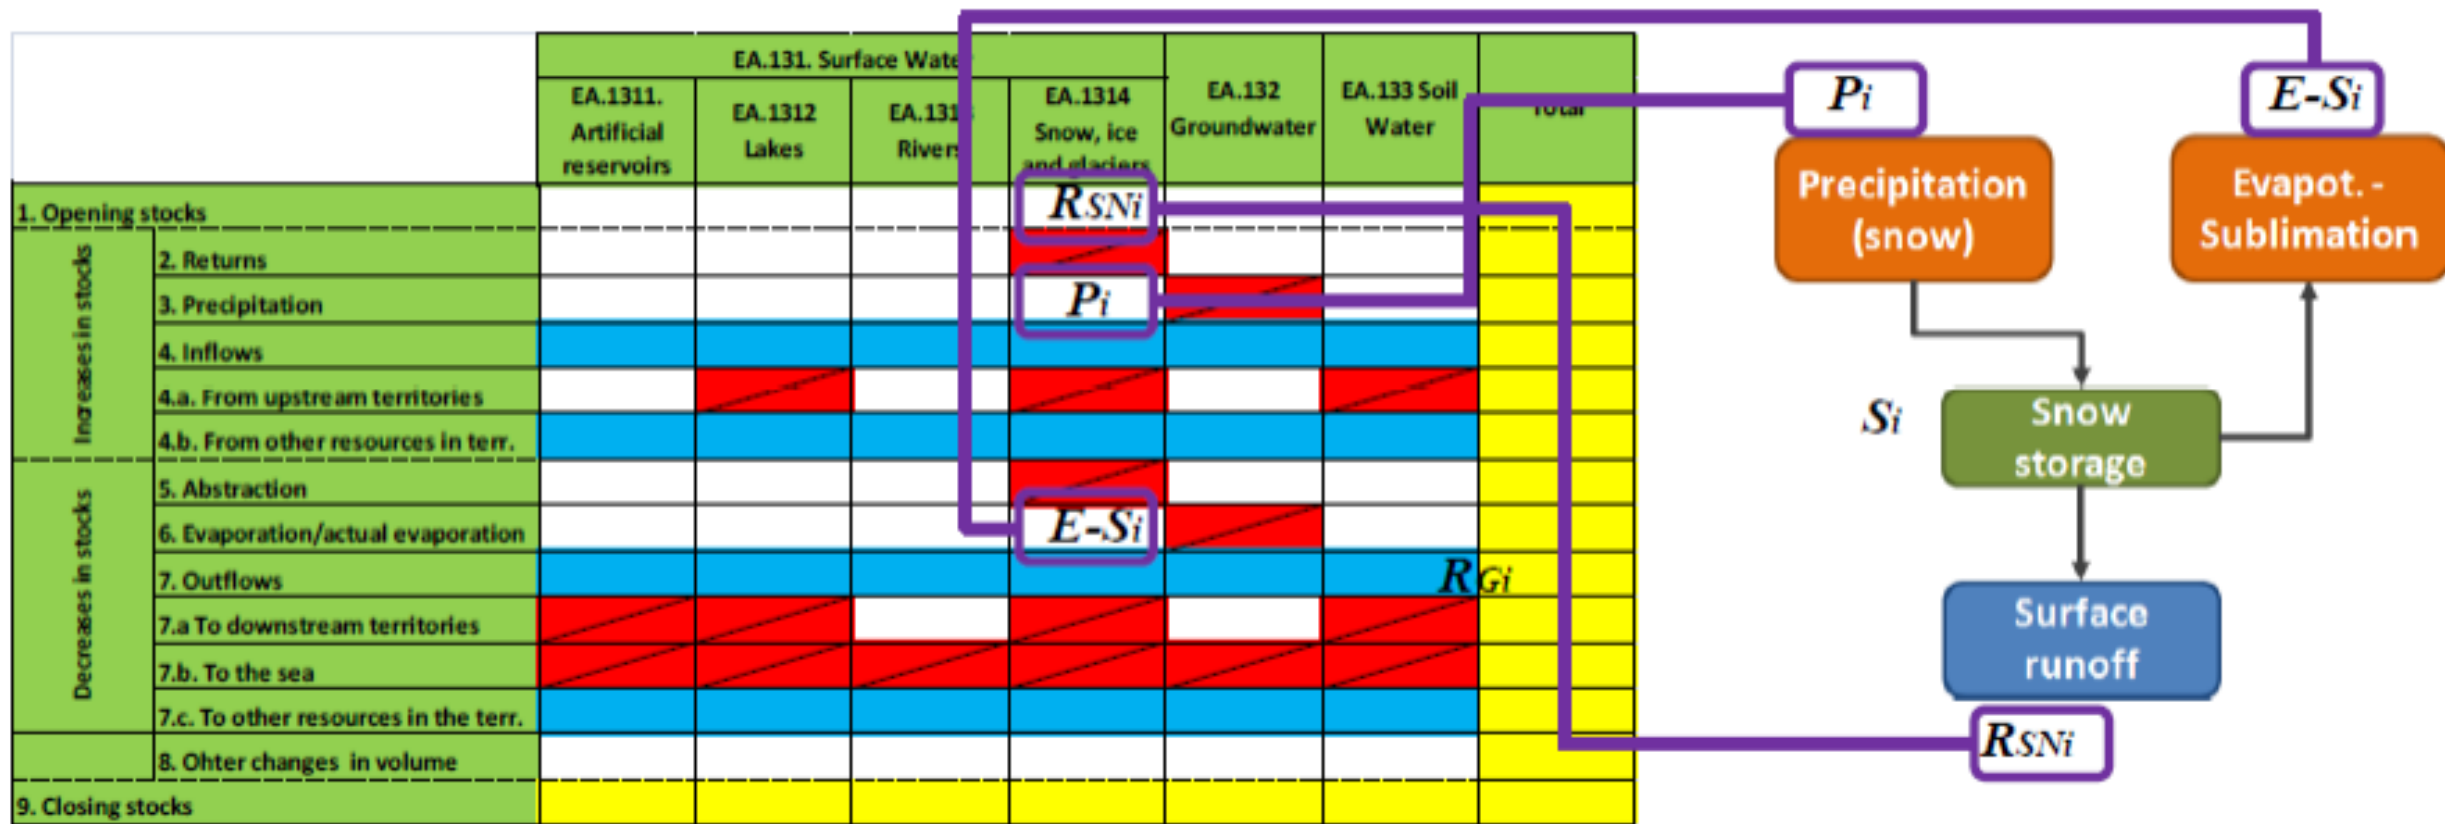 EA.131. Surface Wate
EA.1311.
Artificial
reservoirs
EA.1312
Lakes
EA.131
Rivers
EA.1314
Snow, ice
and glaciers
EA.132
Groundwater
EA.133 Soil
Water
Total
1. Opening stocks
Increases in stocks
2. Returns
3. Precipitation
4. Inflows
4.a. From upstream territories
4.b. From other resources in terr.
Decreases in stocks
5. Abstraction
6. Evaporation/actual evaporation
7. Outflows
7.a To downstream territories
7.b. To the sea
7.c. To other resources in the terr.
8. Ohter changes in volume
9. Closing stocks
RSNi
Pi
E-Si
RGi
Pi
Precipitation
(snow)
E-Si
Evapot. -
Sublimation
Si
Snow
storage
Surface
runoff
RSNi